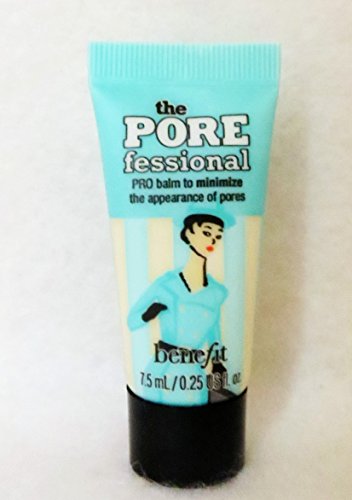 the
PORE
fessional
PRO balm to minimize
the appearance of pores
benefit
7.5 mL / 0.25 US fl. oz